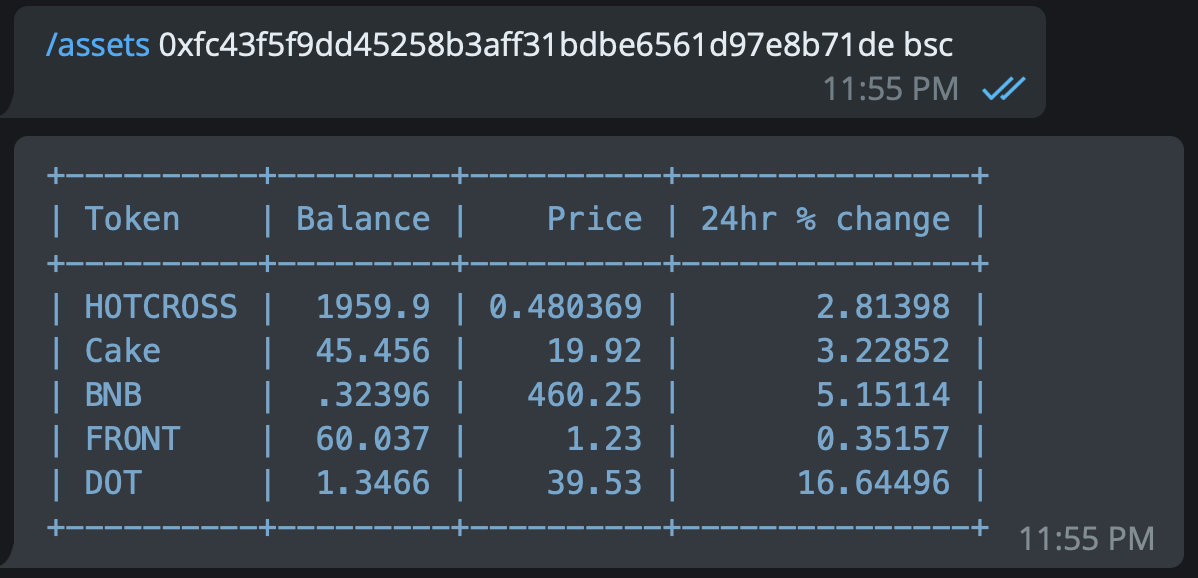 /assets 0xfc43f5f9dd45258b3aff31bdbe6561d97e8b71de bsc
11:55 PM
+----------+---------+----------+--------------+
| Token    | Balance |    Price | 24hr % change |
+----------+---------+----------+--------------+
| HOTCROSS |  1959.9 | 0.480369 |       2.81398 |
| Cake     |  45.456 |    19.92 |       3.22852 |
| BNB      |  .32396 |   460.25 |       5.15114 |
| FRONT    |  60.037 |     1.23 |       0.35157 |
| DOT      |  1.3466 |    39.53 |      16.64496 |
+----------+---------+----------+--------------+
11:55 PM